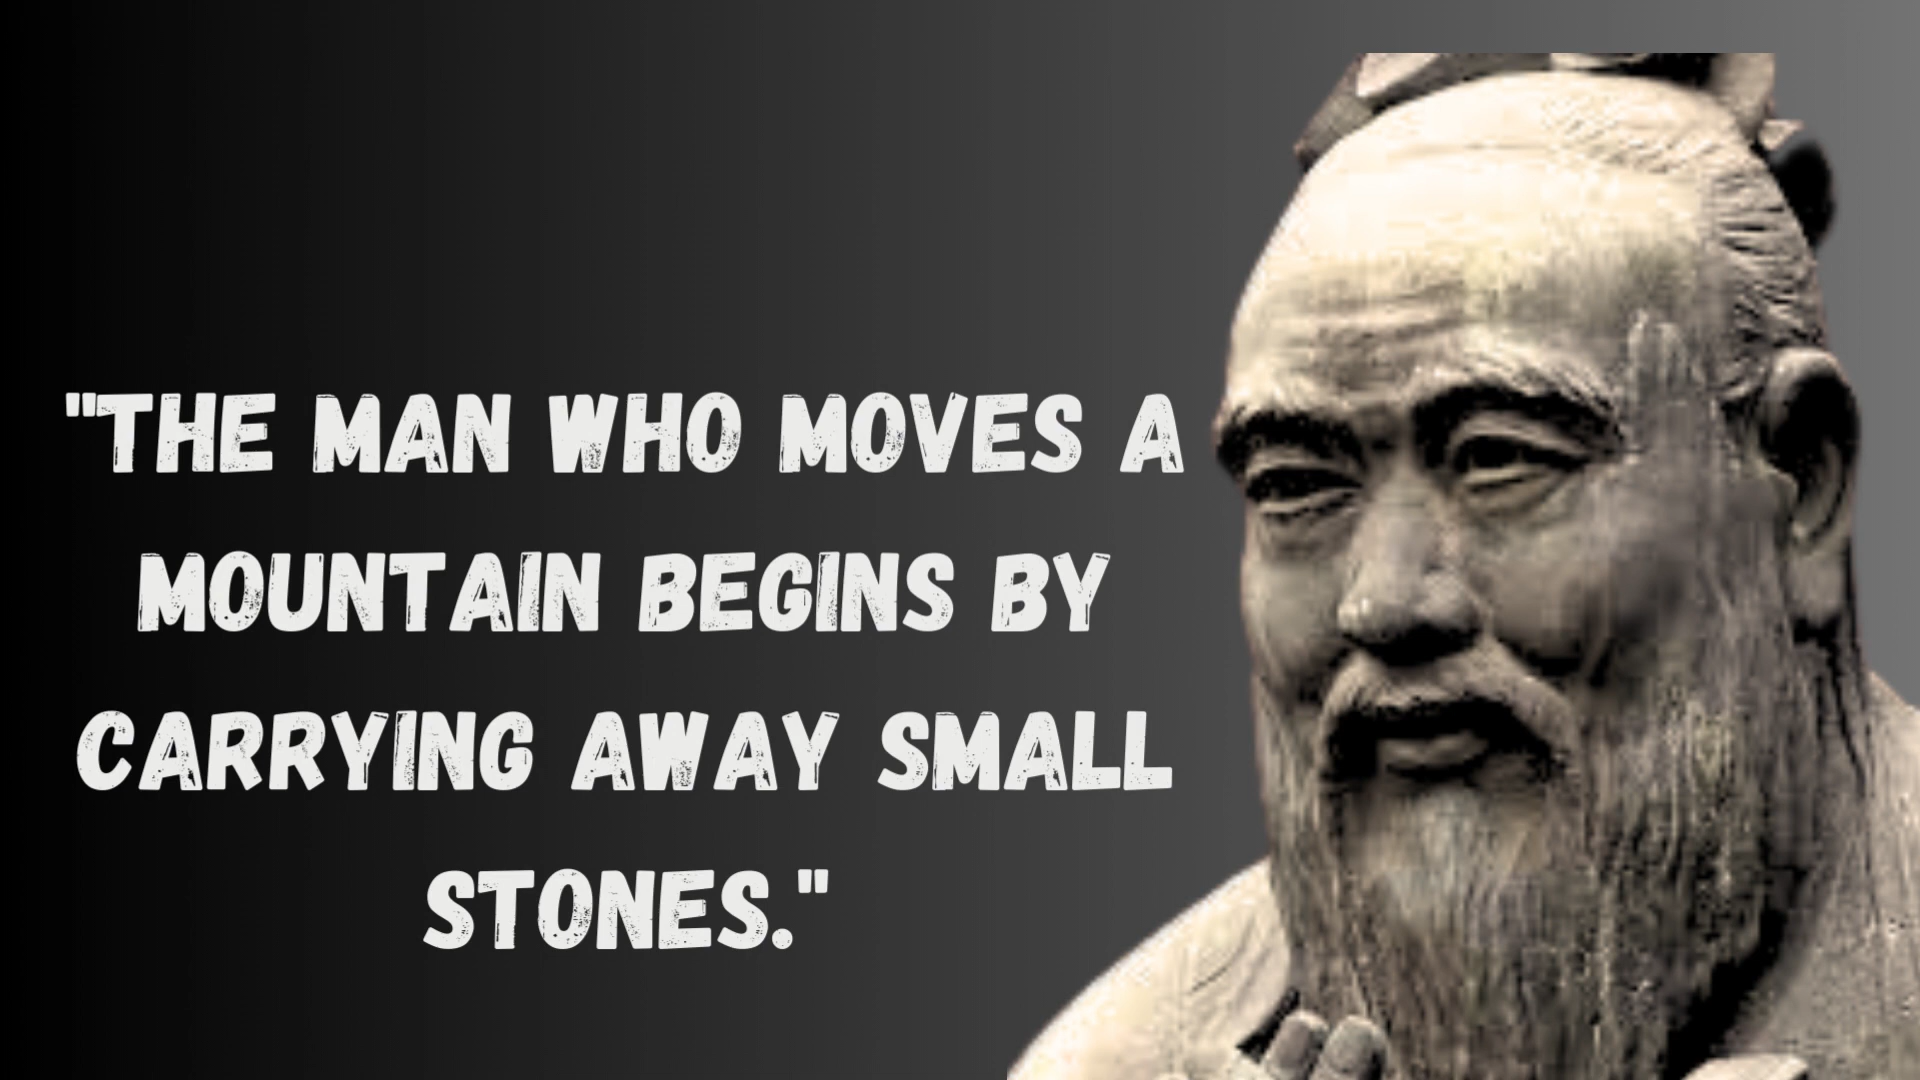 "THE MAN WHO MOVES A
MOUNTAIN BEGINS BY
CARRYING AWAY SMALL
STONES."